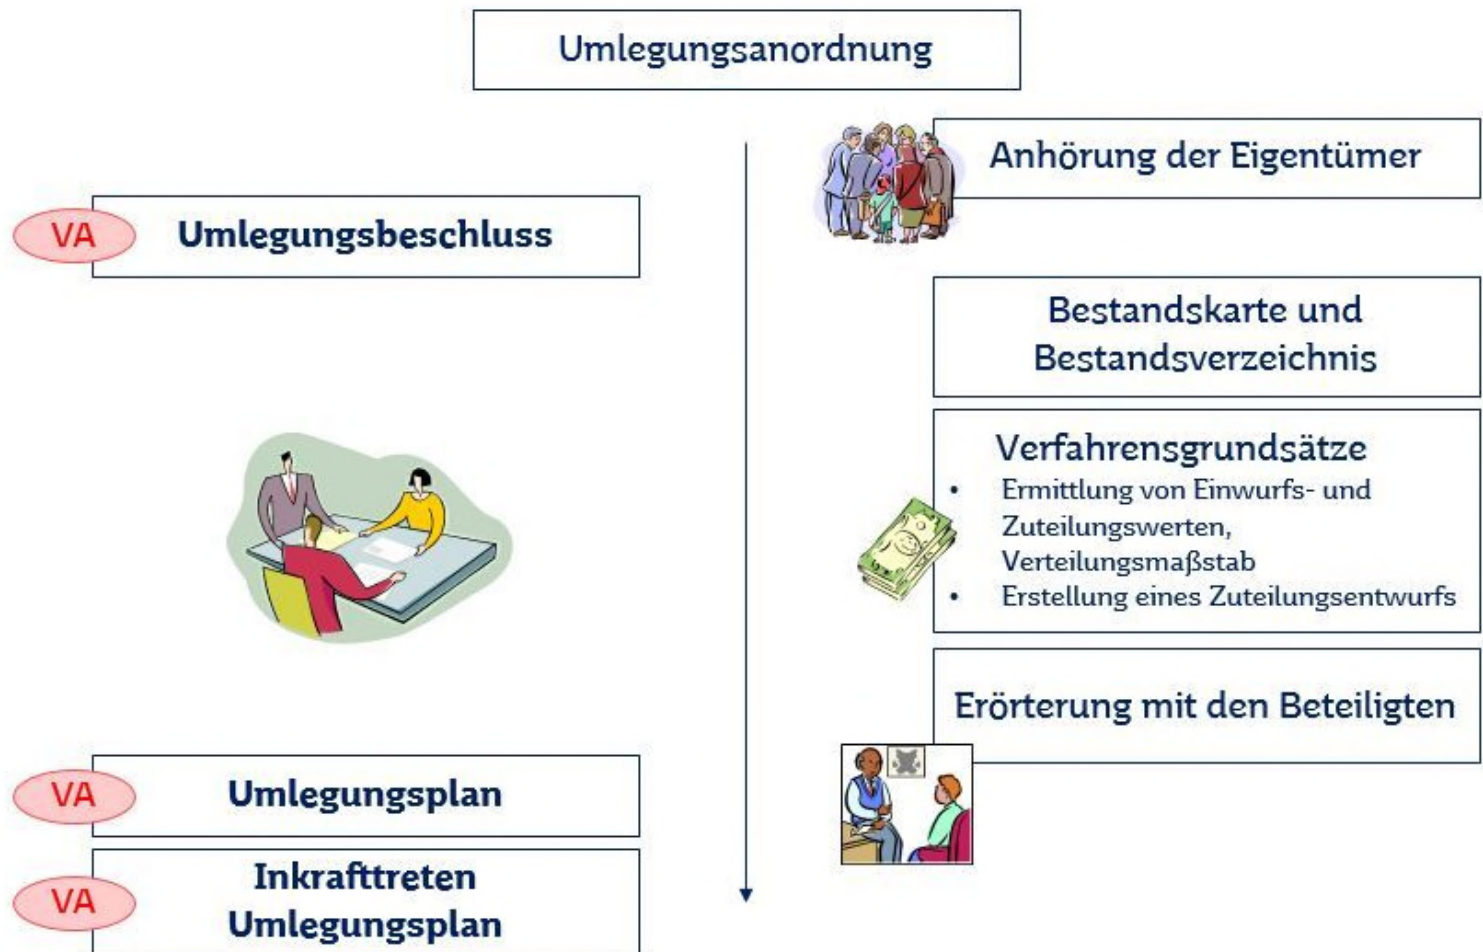 Umlegungsanordnung
Anhörung der Eigentümer
VA
Umlegungsbeschluss
Bestandskarte und
Bestandsverzeichnis
Verfahrensgrundsätze
• Ermittlung von Einwurfs- und
Zuteilungswerten,
Verteilungsmaßstab
• Erstellung eines Zuteilungsentwurfs
Erörterung mit den Beteiligten
VA
Umlegungsplan
VA
Inkrafttreten
Umlegungsplan